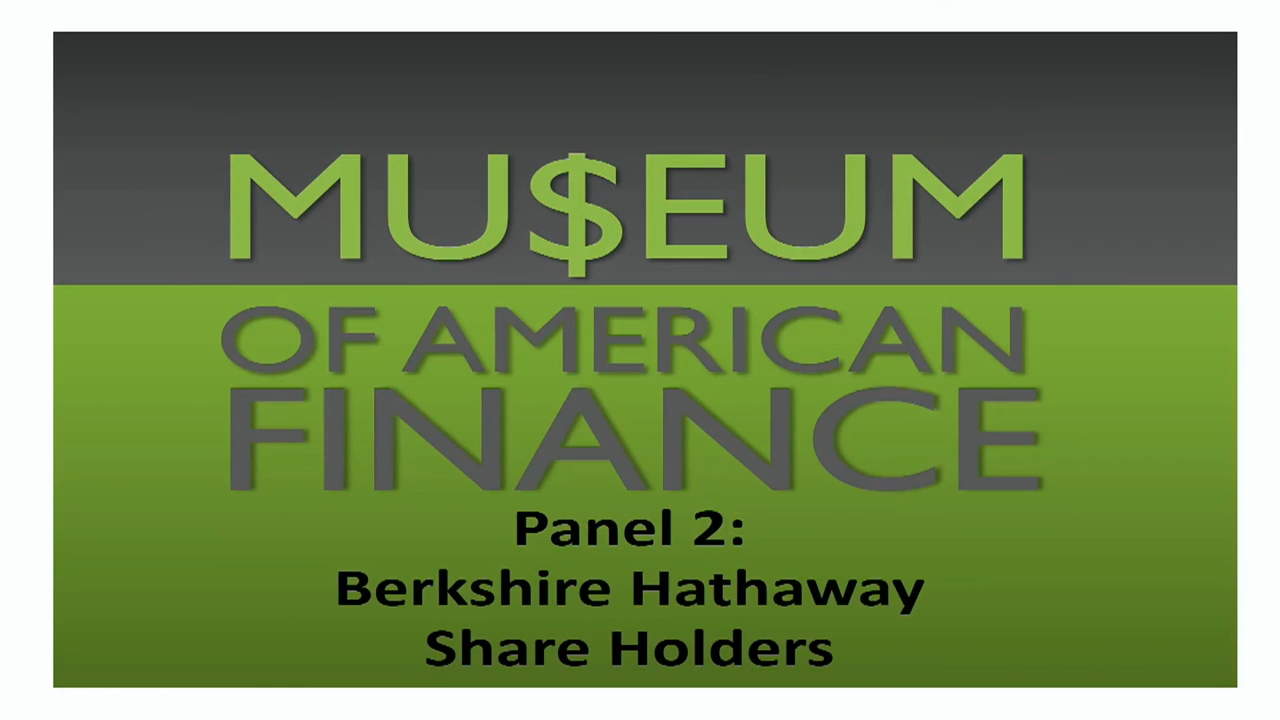 MU$EUM
OF AMERICAN
FINANCE
Panel 2:
Berkshire Hathaway
Share Holders